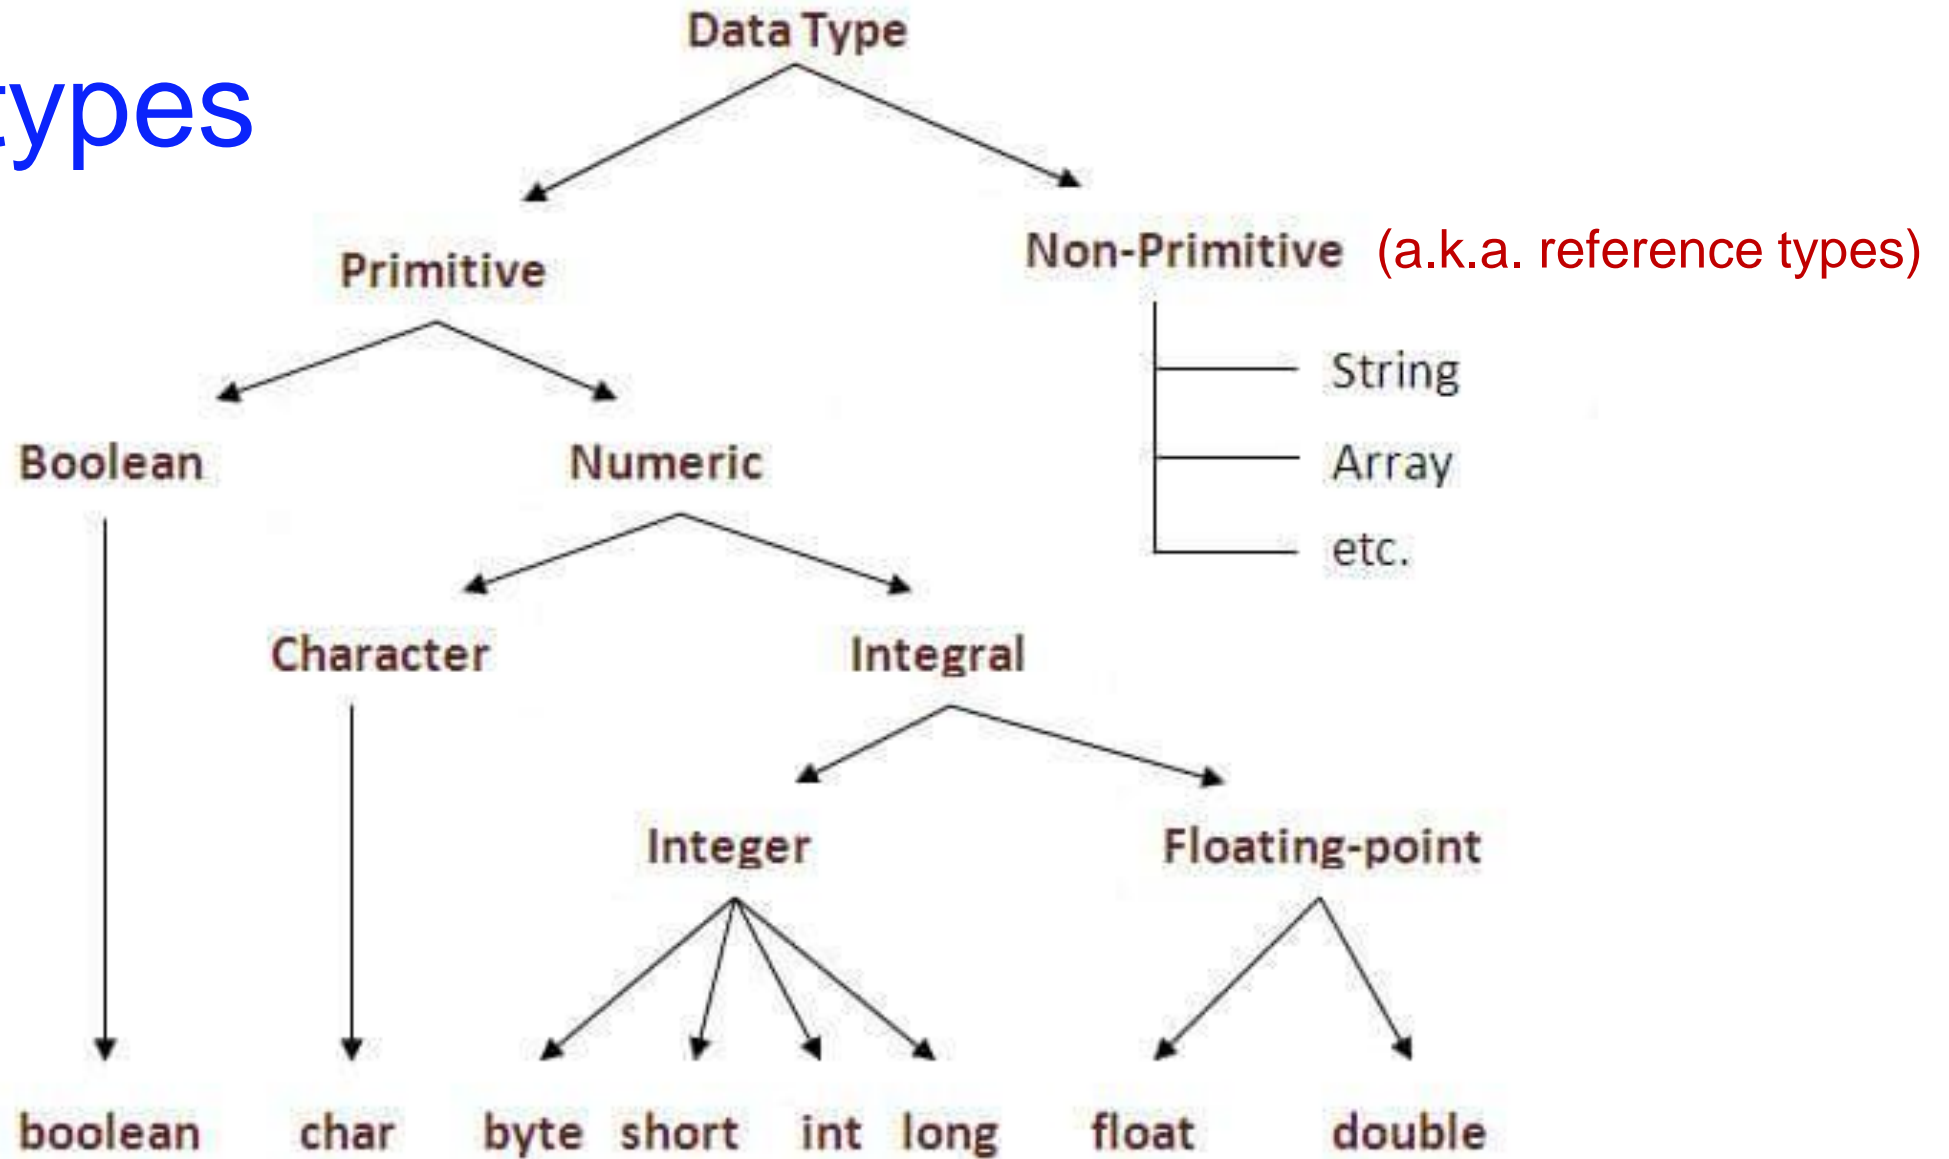 Data Type
types
Primitive
Non-Primitive (a.k.a. reference types)
String
Boolean
Numeric
Array
etc.
Character
Integral
Integer
Floating-point
boolean
char
byte
short
int
long
float
double